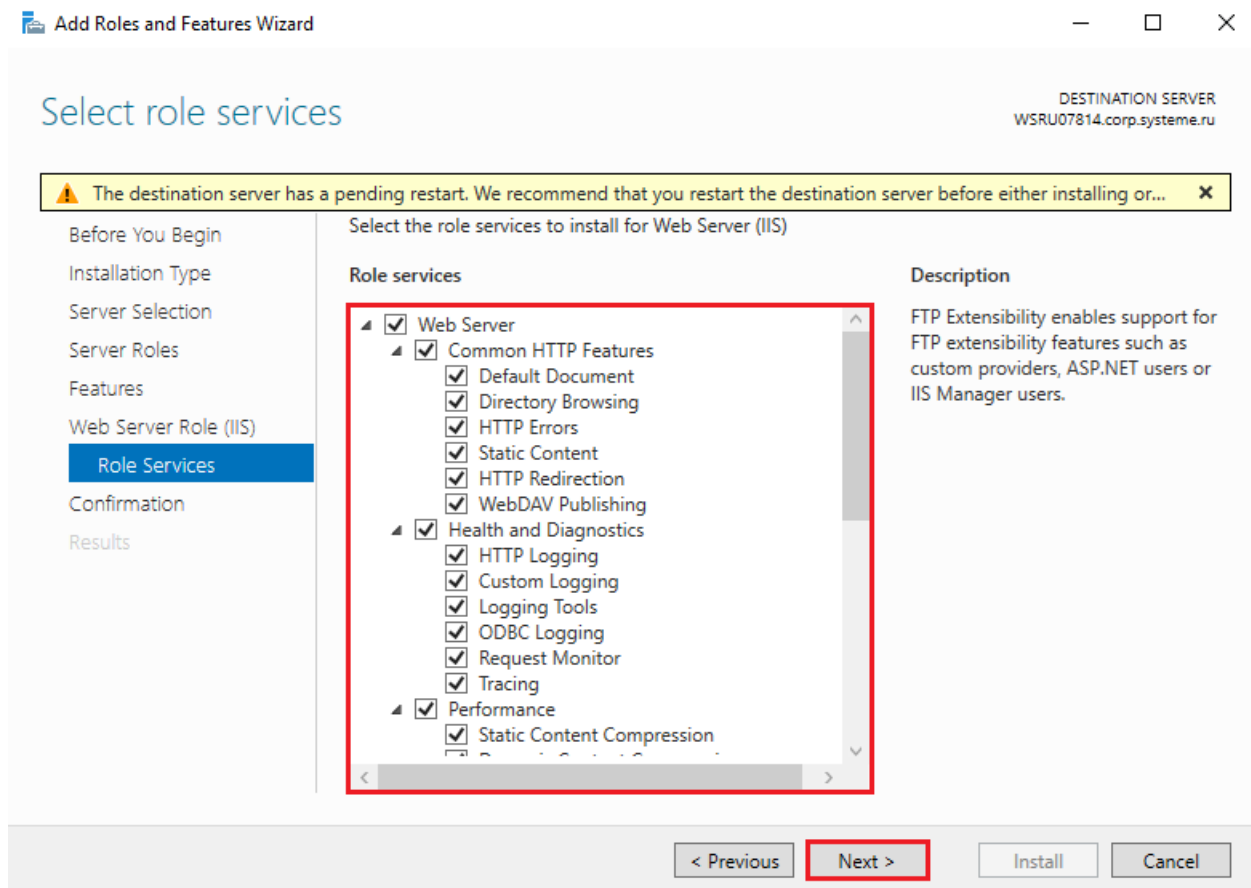 Add Roles and Features Wizard
Select role services
DESTINATION SERVER
WSRU07814.corp.systeme.ru
The destination server has a pending restart. We recommend that you restart the destination server before either installing or...
Before You Begin
Installation Type
Server Selection
Server Roles
Features
Web Server Role (IIS)
Role Services
Confirmation
Results
Select the role services to install for Web Server (IIS)
Role services
Web Server
Common HTTP Features
Default Document
Directory Browsing
HTTP Errors
Static Content
HTTP Redirection
WebDAV Publishing
Health and Diagnostics
HTTP Logging
Custom Logging
Logging Tools
ODBC Logging
Request Monitor
Tracing
Performance
Static Content Compression
Description
FTP Extensibility enables support for
FTP extensibility features such as
custom providers, ASP.NET users or
IIS Manager users.
< Previous
Next >
Install
Cancel